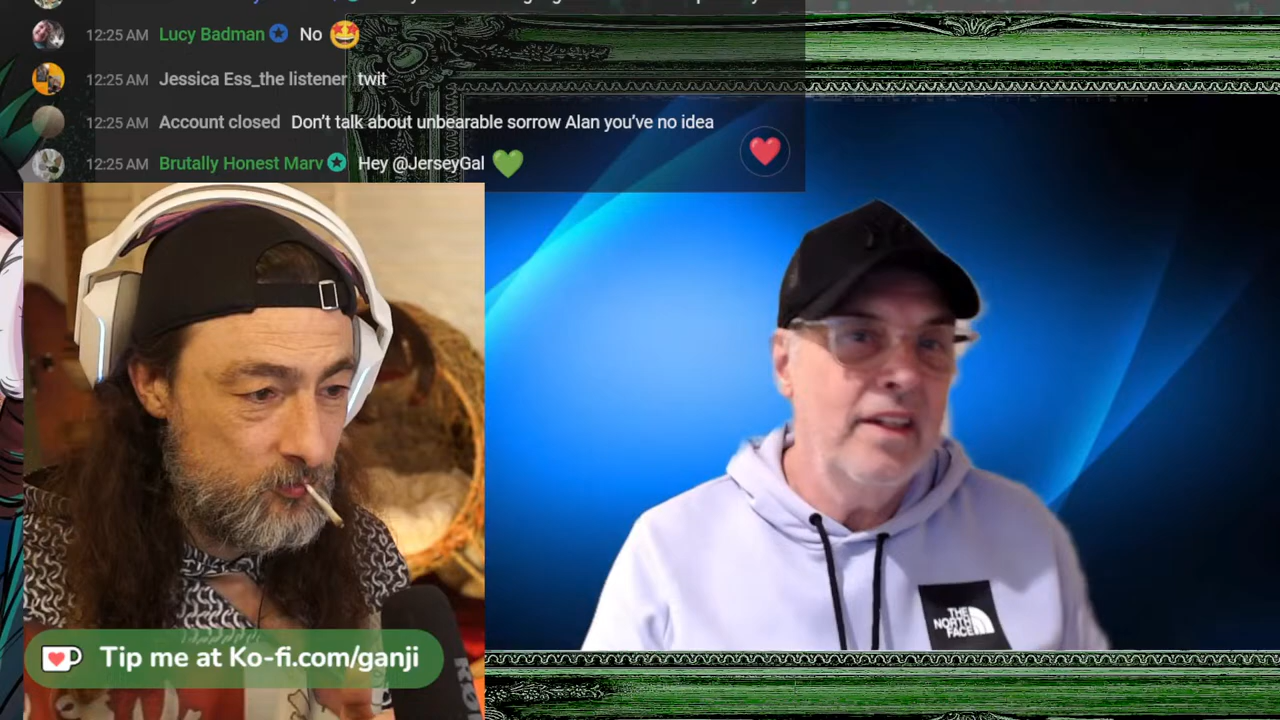 12:25 AM Lucy Badman No 🤩
12:25 AM Jessica Ess_the listener twit
12:25 AM Account closed Don't talk about unbearable sorrow Alan you've no idea
12:25 AM Brutally Honest Marv Hey @JerseyGal 💚
THE
NORTH
FACE
Tip me at Ko-fi.com/ganji